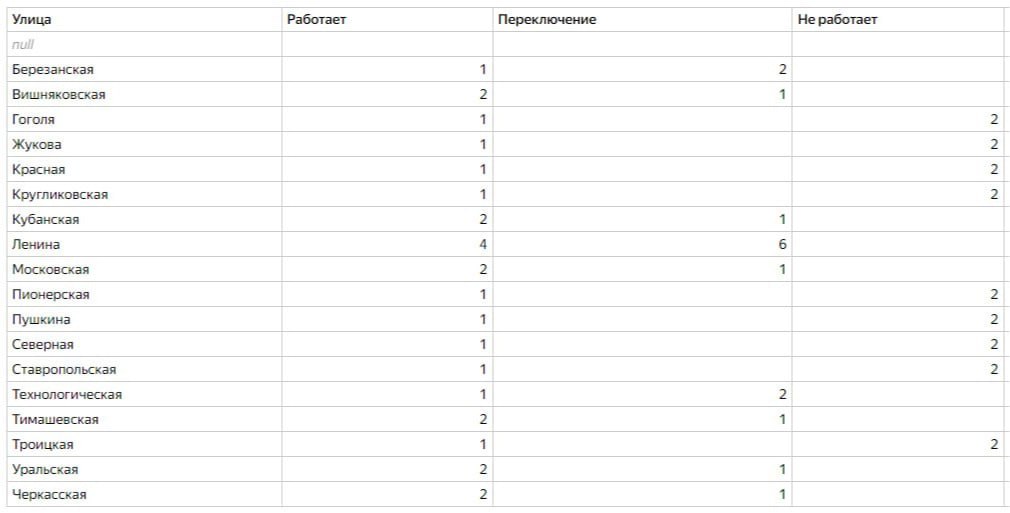 Улица Работает Переключение Не работает
null
Березанская 1 2
Вишняковская 2 1
Гоголя 1 2
Жукова 1 2
Красная 1 2
Кругликовская 1 2
Кубанская 2 1
Ленина 4 6
Московская 2 1
Пионерская 1 2
Пушкина 1 2
Северная 1 2
Ставропольская 1 2
Технологическая 1 2
Тимашевская 2 1
Троицкая 1 2
Уральская 2 1
Черкасская 2 1